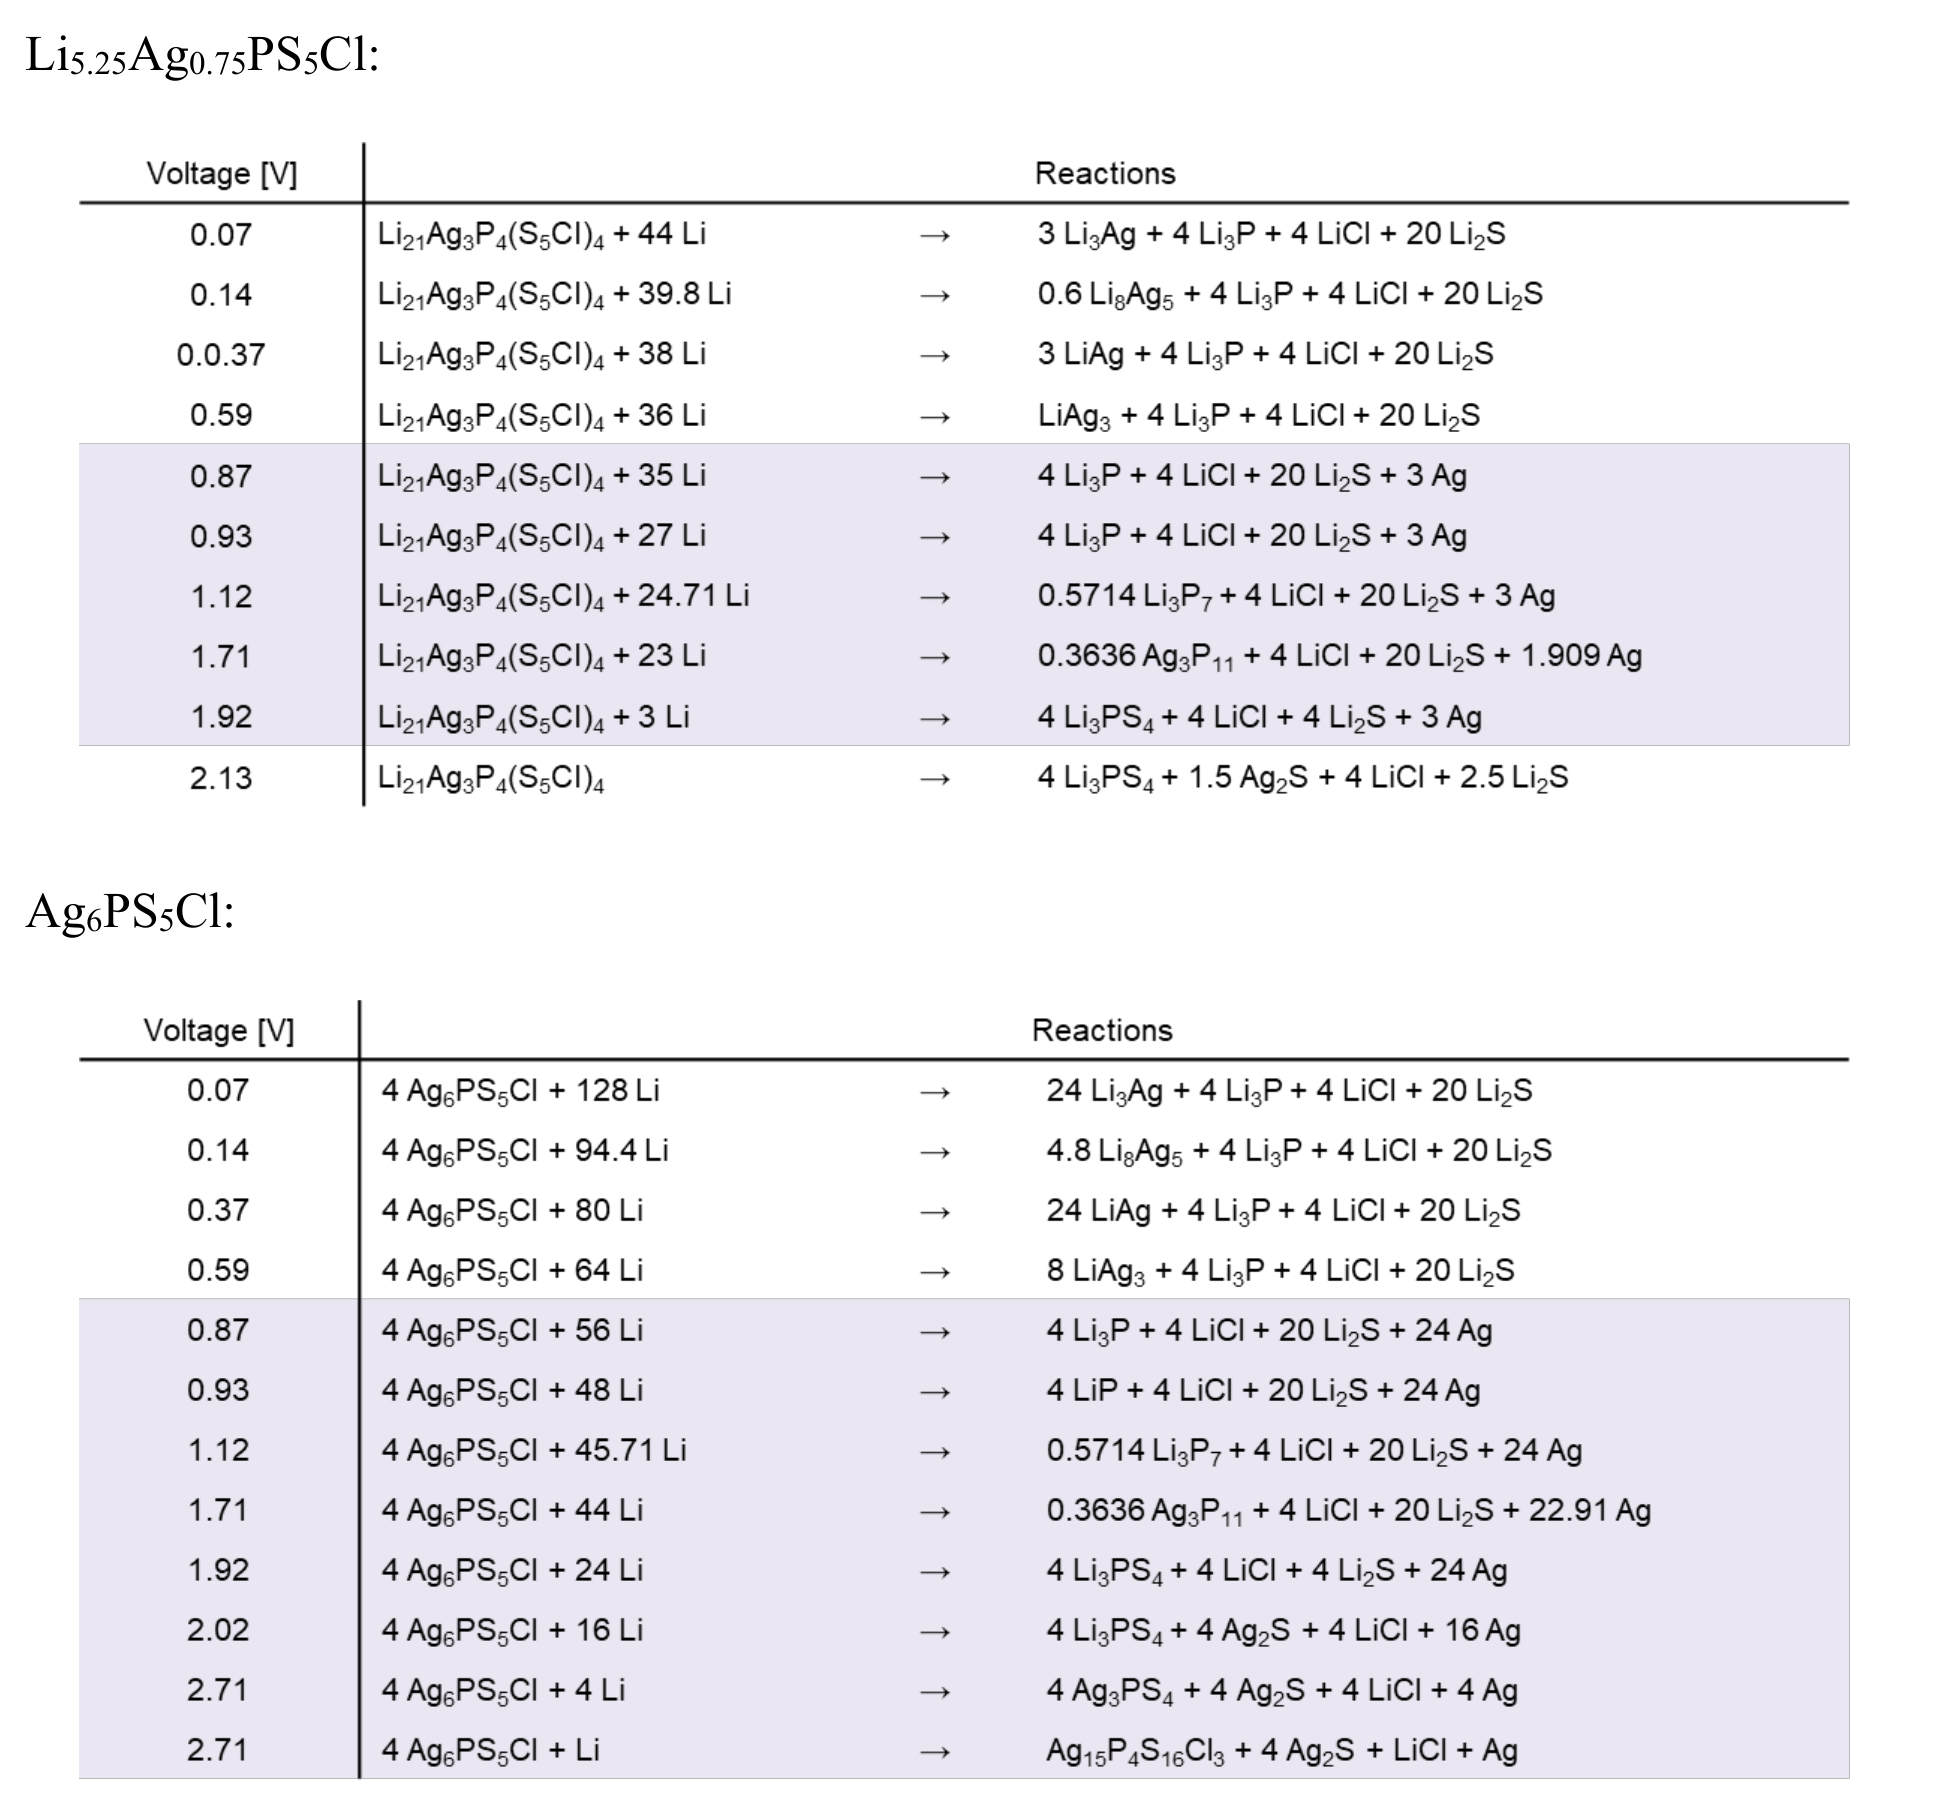 Li₅.₂₅Ag₀.₇₅PS₅Cl:
Voltage [V] Reactions
0.07 Li₂₁Ag₃P₄(S₅Cl)₄ + 44 Li → 3 Li₃Ag + 4 Li₃P + 4 LiCl + 20 Li₂S
0.14 Li₂₁Ag₃P₄(S₅Cl)₄ + 39.8 Li → 0.6 Li₈Ag₅ + 4 Li₃P + 4 LiCl + 20 Li₂S
0.0.37 Li₂₁Ag₃P₄(S₅Cl)₄ + 38 Li → 3 LiAg + 4 Li₃P + 4 LiCl + 20 Li₂S
0.59 Li₂₁Ag₃P₄(S₅Cl)₄ + 36 Li → LiAg₃ + 4 Li₃P + 4 LiCl + 20 Li₂S
0.87 Li₂₁Ag₃P₄(S₅Cl)₄ + 35 Li → 4 Li₃P + 4 LiCl + 20 Li₂S + 3 Ag
0.93 Li₂₁Ag₃P₄(S₅Cl)₄ + 27 Li → 4 Li₃P + 4 LiCl + 20 Li₂S + 3 Ag
1.12 Li₂₁Ag₃P₄(S₅Cl)₄ + 24.71 Li → 0.5714 Li₃P₇ + 4 LiCl + 20 Li₂S + 3 Ag
1.71 Li₂₁Ag₃P₄(S₅Cl)₄ + 23 Li → 0.3636 Ag₃P₁₁ + 4 LiCl + 20 Li₂S + 1.909 Ag
1.92 Li₂₁Ag₃P₄(S₅Cl)₄ + 3 Li → 4 Li₃PS₄ + 4 LiCl + 4 Li₂S + 3 Ag
2.13 Li₂₁Ag₃P₄(S₅Cl)₄ → 4 Li₃PS₄ + 1.5 Ag₂S + 4 LiCl + 2.5 Li₂S
Ag₆PS₅Cl:
Voltage [V] Reactions
0.07 4 Ag₆PS₅Cl + 128 Li → 24 Li₃Ag + 4 Li₃P + 4 LiCl + 20 Li₂S
0.14 4 Ag₆PS₅Cl + 94.4 Li → 4.8 Li₈Ag₅ + 4 Li₃P + 4 LiCl + 20 Li₂S
0.37 4 Ag₆PS₅Cl + 80 Li → 24 LiAg + 4 Li₃P + 4 LiCl + 20 Li₂S
0.59 4 Ag₆PS₅Cl + 64 Li → 8 LiAg₃ + 4 Li₃P + 4 LiCl + 20 Li₂S
0.87 4 Ag₆PS₅Cl + 56 Li → 4 Li₃P + 4 LiCl + 20 Li₂S + 24 Ag
0.93 4 Ag₆PS₅Cl + 48 Li → 4 LiP + 4 LiCl + 20 Li₂S + 24 Ag
1.12 4 Ag₆PS₅Cl + 45.71 Li → 0.5714 Li₃P₇ + 4 LiCl + 20 Li₂S + 24 Ag
1.71 4 Ag₆PS₅Cl + 44 Li → 0.3636 Ag₃P₁₁ + 4 LiCl + 20 Li₂S + 22.91 Ag
1.92 4 Ag₆PS₅Cl + 24 Li → 4 Li₃PS₄ + 4 LiCl + 4 Li₂S + 24 Ag
2.02 4 Ag₆PS₅Cl + 16 Li → 4 Li₃PS₄ + 4 Ag₂S + 4 LiCl + 16 Ag
2.71 4 Ag₆PS₅Cl + 4 Li → 4 Ag₃PS₄ + 4 Ag₂S + 4 LiCl + 4 Ag
2.71 4 Ag₆PS₅Cl + Li → Ag₁₅P₄S₁₆Cl₃ + 4 Ag₂S + LiCl + Ag